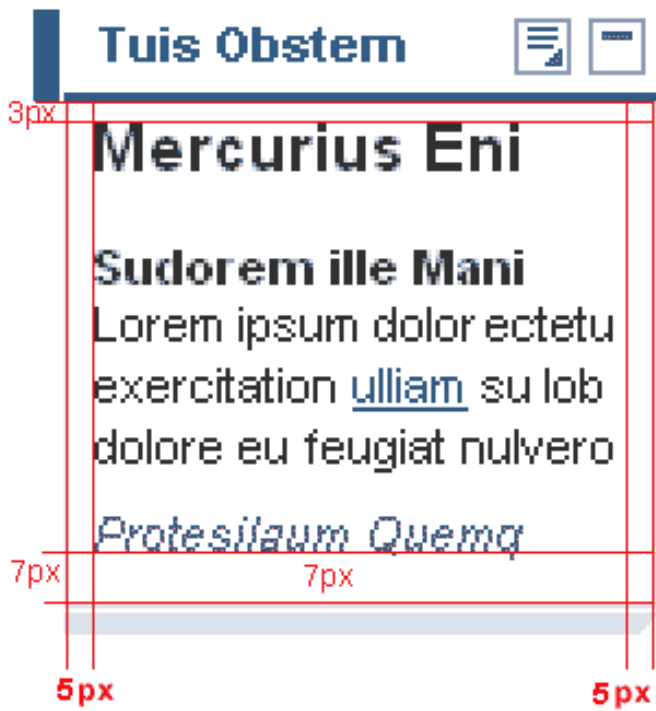 Tuis Obstem
3px
Mercurius Eni
Sudorem ille Mani
Lorem ipsum dolor ectetu
exercitation ulliam su lob
dolore eu feugiat nulvero
Protesilaum Quemq
7px
7px
5px
5px